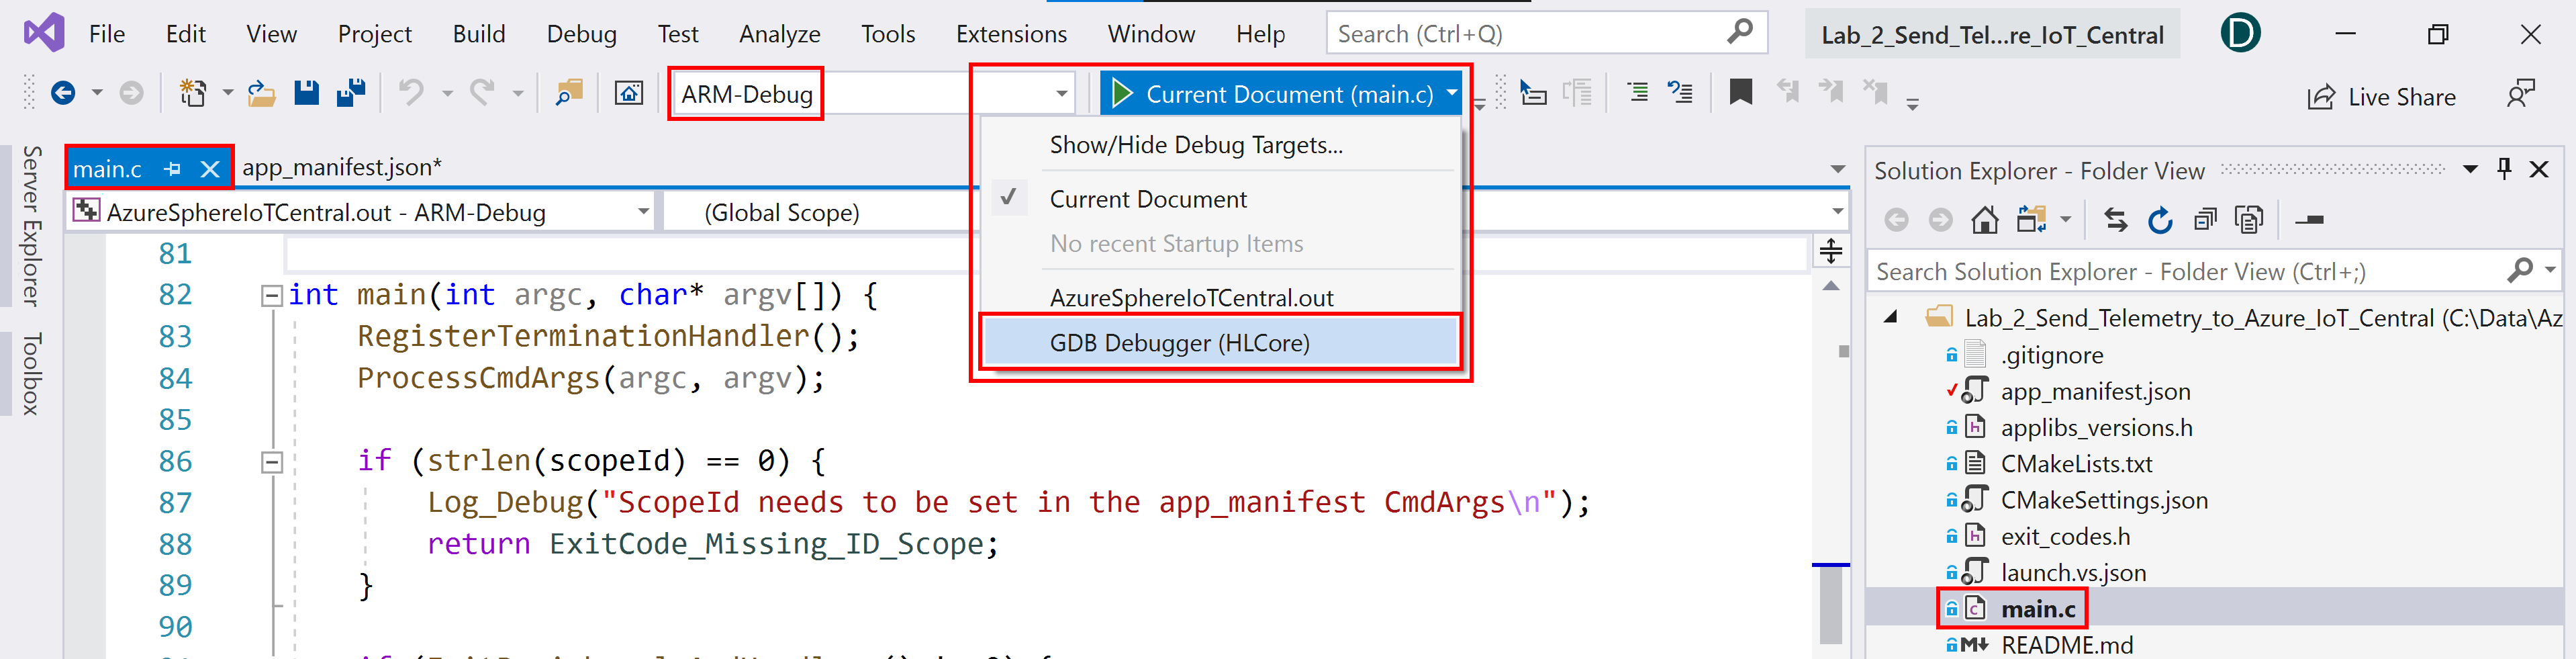 File Edit View Project Build Debug Test Analyze Tools Extensions Window Help Search (Ctrl+Q) Lab_2_Send_Tel...re_IoT_Central D
ARM-Debug Current Document (main.c) Live Share
Show/Hide Debug Targets...
Current Document
No recent Startup Items
AzureSphereIoTCentral.out
GDB Debugger (HLCore)
Server Explorer
Toolbox
main.c app_manifest.json*
AzureSphereIoTCentral.out - ARM-Debug (Global Scope)
81
82 int main(int argc, char* argv[]) {
83 RegisterTerminationHandler();
84 ProcessCmdArgs(argc, argv);
85
86 if (strlen(scopeId) == 0) {
87 Log_Debug("ScopeId needs to be set in the app_manifest CmdArgs\n");
88 return ExitCode_Missing_ID_Scope;
89 }
90
Solution Explorer - Folder View
Search Solution Explorer - Folder View (Ctrl+;)
Lab_2_Send_Telemetry_to_Azure_IoT_Central (C:\Data\Az
.gitignore
app_manifest.json
applibs_versions.h
CMakeLists.txt
CMakeSettings.json
exit_codes.h
launch.vs.json
main.c
README.md